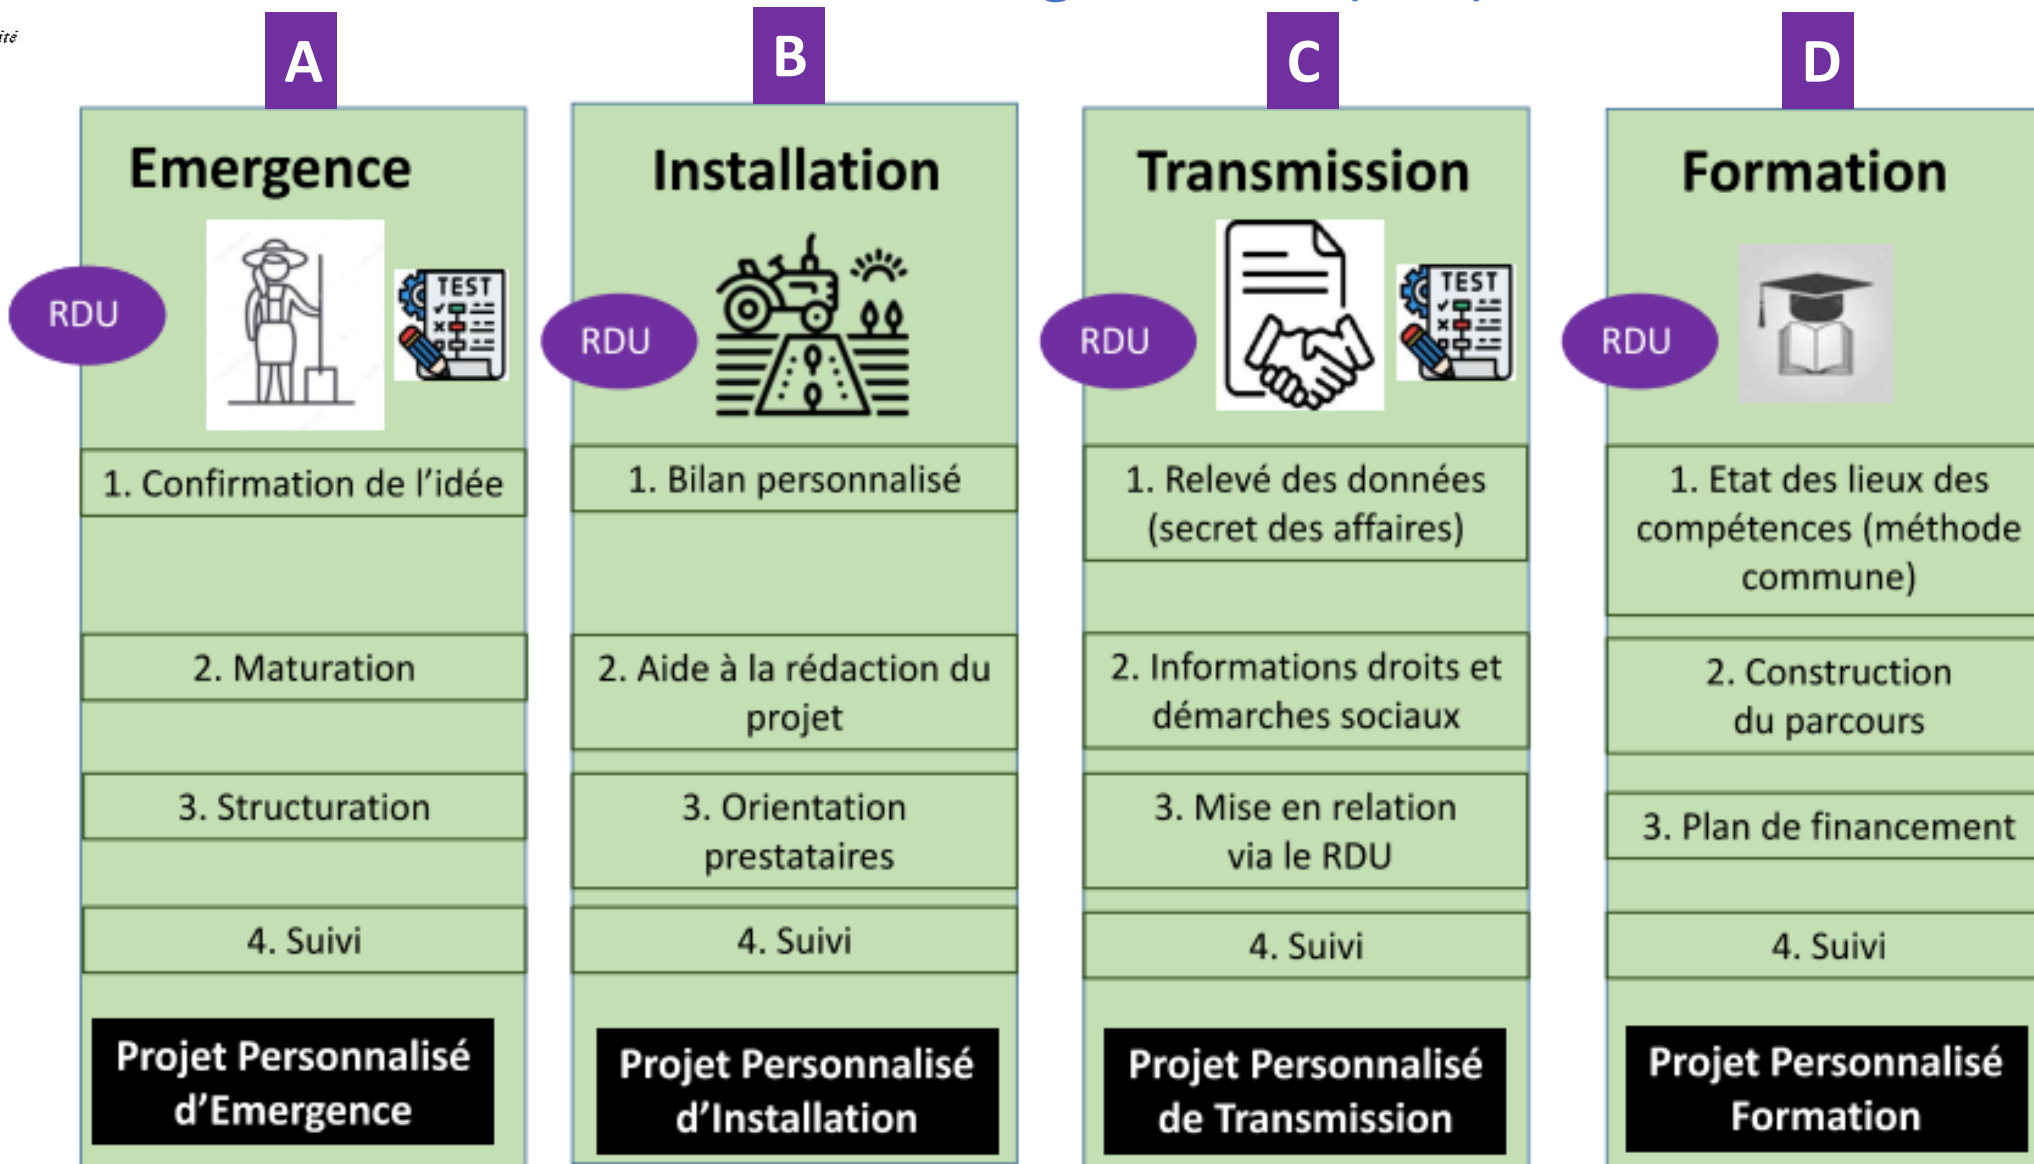 A
Emergence
RDU
TEST
1. Confirmation de l’idée
2. Maturation
3. Structuration
4. Suivi
Projet Personnalisé
d’Emergence
B
Installation
RDU
1. Bilan personnalisé
2. Aide à la rédaction du
projet
3. Orientation
prestataires
4. Suivi
Projet Personnalisé
d’Installation
C
Transmission
RDU
TEST
1. Relevé des données
(secret des affaires)
2. Informations droits et
démarches sociaux
3. Mise en relation
via le RDU
4. Suivi
Projet Personnalisé
de Transmission
D
Formation
RDU
1. Etat des lieux des
compétences (méthode
commune)
2. Construction
du parcours
3. Plan de financement
4. Suivi
Projet Personnalisé
Formation